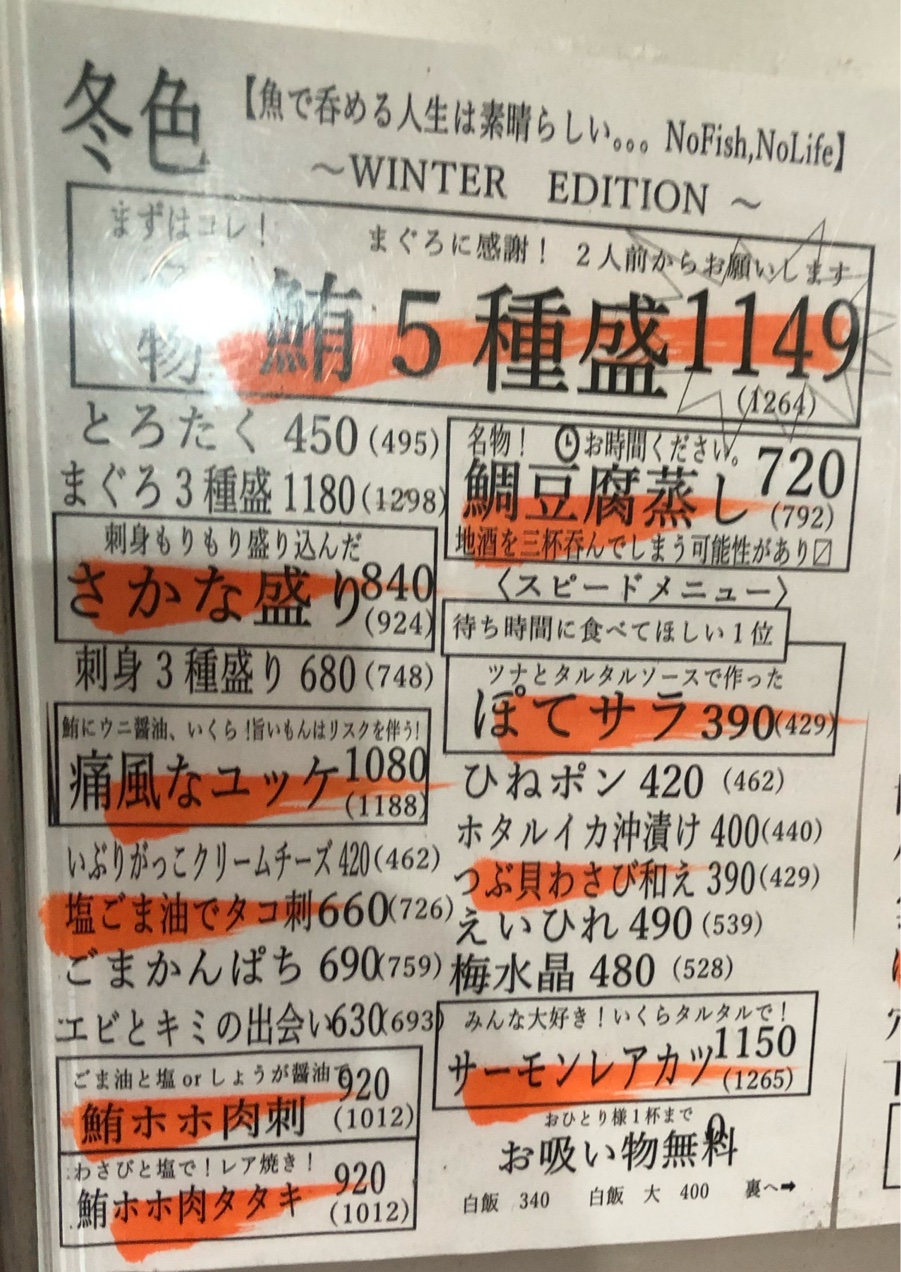 冬色
【魚で呑める人生は素晴らしい。。。 NoFish,NoLife】
～WINTER EDITION ～
まずはコレ！
まぐろに感謝！ 2人前からお願いします
物 鮪5種盛1149
(1264)
とろたく 450(495)
まぐろ3種盛1180(1298)
刺身もりもり盛り込んだ
さかな盛り840
(924)
刺身3種盛り 680(748)
鮪にウニ醤油、いくら！旨いもんはリスクを伴う！
痛風なユッケ1080
(1188)
いぶりがっこクリームチーズ420(462)
塩ごま油でタコ刺660(726)
ごまかんぱち 690(759)
エビとキミの出会い630(693)
ごま油と塩orしょうが醤油で
鮪ホホ肉刺 920
(1012)
わさびと塩で！レア焼き！
鮪ホホ肉タタキ 920
(1012)
名物！ お時間ください。
鯛豆腐蒸し 720
(792)
地酒を三杯呑んでしまう可能性があり☑
〈スピードメニュー〉
待ち時間に食べてほしい1位
ツナとタルタルソースで作った
ぽてサラ 390(429)
ひねポン 420 (462)
ホタルイカ沖漬け 400(440)
つぶ貝わさび和え 390(429)
えいひれ 490 (539)
梅水晶 480 (528)
みんな大好き！いくらタルタルで！
サーモンレアカツ1150
(1265)
おひとり様1杯まで
お吸い物無料
白飯 340 白飯 大 400 裏へ➡